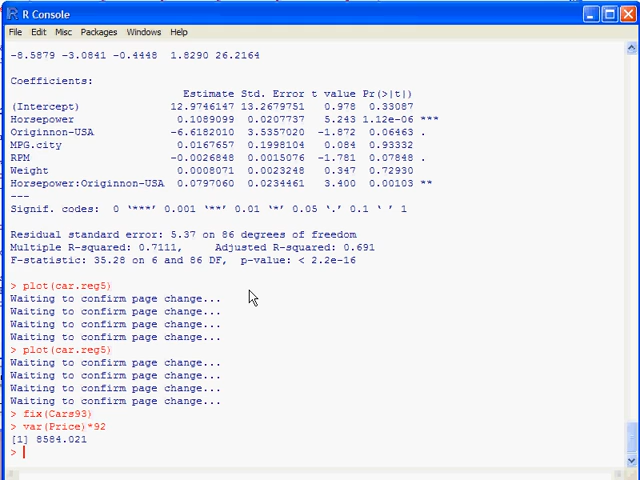 R Console
File Edit Misc Packages Windows Help
-8.5879 -3.0841 -0.4448 1.8290 26.2164
Coefficients:
Estimate Std. Error t value Pr(>|t|)
(Intercept) 12.9746147 13.2679751 0.978 0.33087
Horsepower 0.1089099 0.0207737 5.243 1.12e-06 ***
Originnon-USA -6.6182010 3.5357020 -1.872 0.06463 .
MPG.city 0.0167657 0.1998104 0.084 0.93332
RPM -0.0026848 0.0015076 -1.781 0.07848 .
Weight 0.0008071 0.0023248 0.347 0.72930
Horsepower:Originnon-USA 0.0797060 0.0234461 3.400 0.00103 **
---
Signif. codes: 0 ‘***’ 0.001 ‘**’ 0.01 ‘*’ 0.05 ‘.’ 0.1 ‘ ’ 1
Residual standard error: 5.37 on 86 degrees of freedom
Multiple R-squared: 0.7111, Adjusted R-squared: 0.691
F-statistic: 35.28 on 6 and 86 DF, p-value: < 2.2e-16
> plot(car.reg5)
Waiting to confirm page change...
Waiting to confirm page change...
Waiting to confirm page change...
Waiting to confirm page change...
> plot(car.reg5)
Waiting to confirm page change...
Waiting to confirm page change...
Waiting to confirm page change...
Waiting to confirm page change...
> fix(Cars93)
> var(Price)*92
[1] 8584.021
>